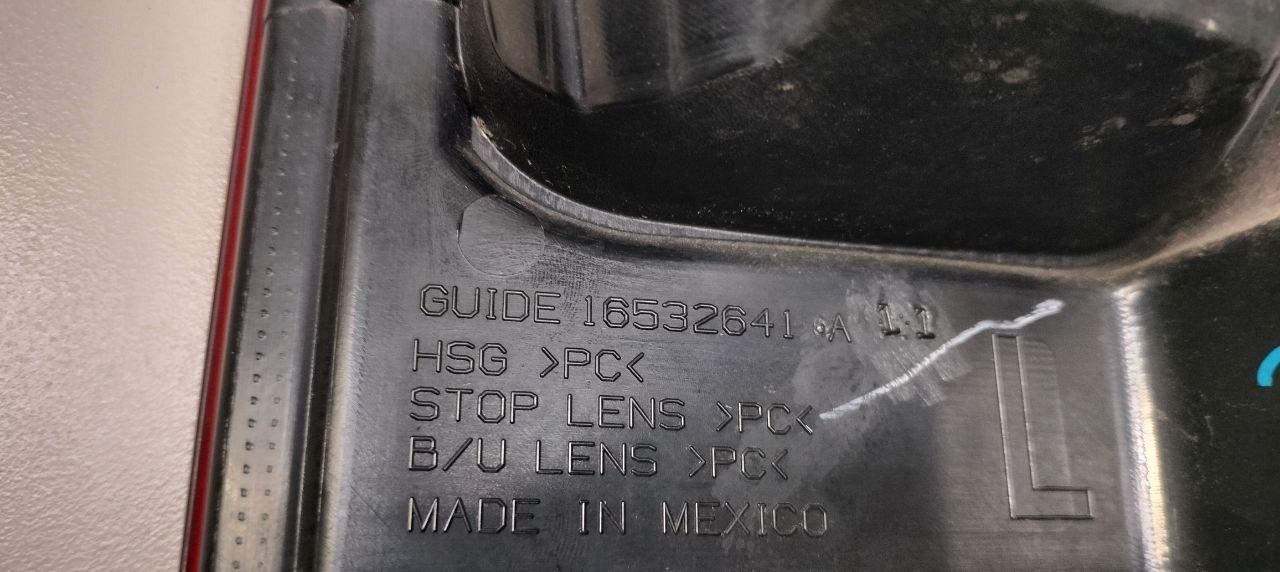 GUIDE 16532641 6A 1:1
HSG >PC<
STOP LENS >PC<
B/U LENS >PC<
MADE IN MEXICO
L